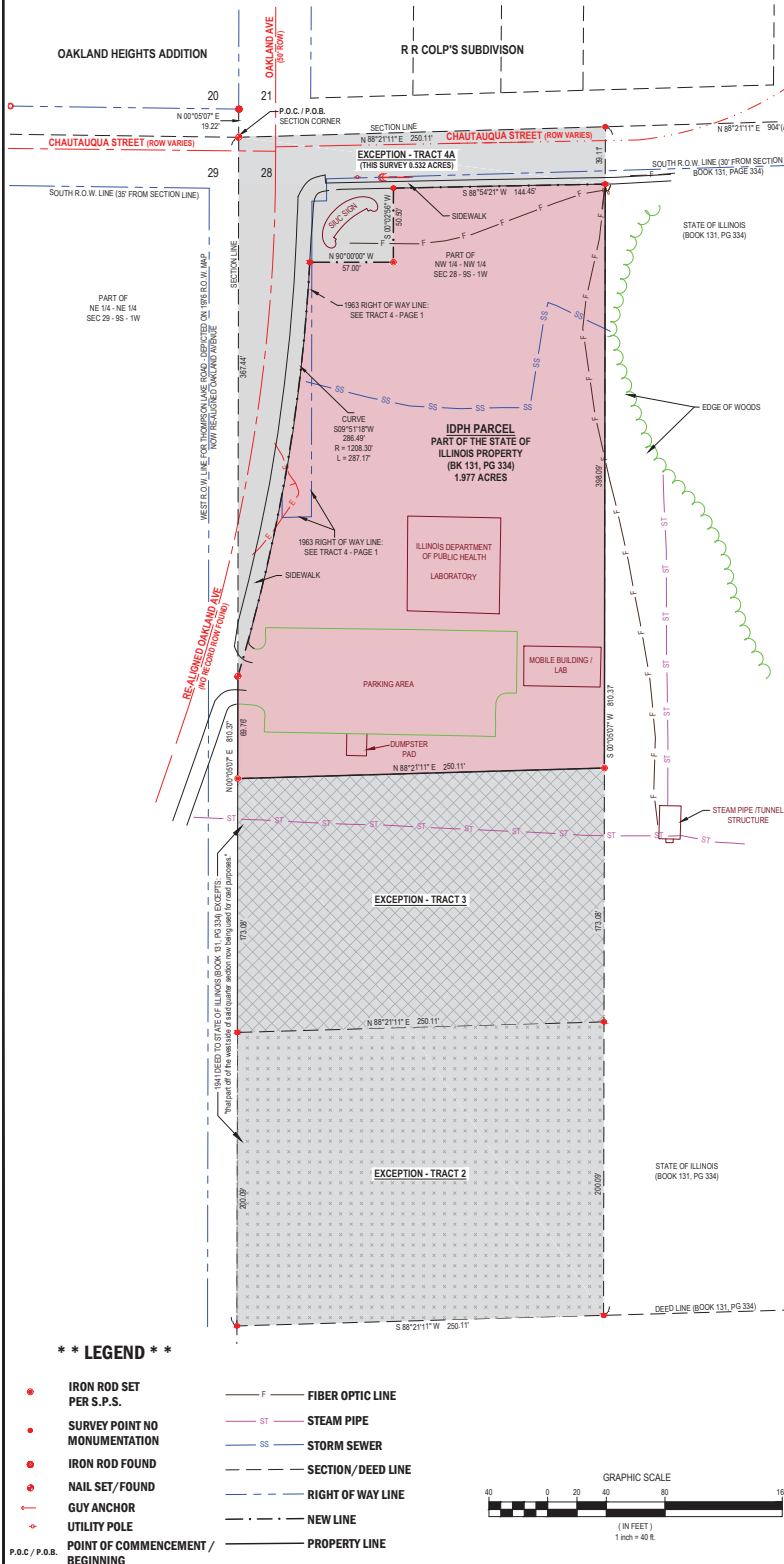 OAKLAND HEIGHTS ADDITION
OAKLAND AVE
(50' ROW)
R R COLP'S SUBDIVISON
20
21
N 00°05'07" E
19.22'
P.O.C. / P.O.B.
SECTION CORNER
SECTION LINE
N 88°21'11" E 250.11'
CHAUTAUQUA STREET (ROW VARIES)
CHAUTAUQUA STREET (ROW VARIES)
N 88°21'11" E 904'
39.11'
EXCEPTION - TRACT 4A
(THIS SURVEY 0.532 ACRES)
29
28
SOUTH R.O.W. LINE (30' FROM SECTION
BOOK 131, PAGE 334)
SOUTH R.O.W. LINE (35' FROM SECTION LINE)
S 88°54'21" W 144.45'
SIDEWALK
SIUC SIGN
S 00°02'56" W
50.50'
F F F F F
N 90°00'00" W
57.00'
PART OF
NW 1/4 - NW 1/4
SEC 28 - 9S - 1W
STATE OF ILLINOIS
(BOOK 131, PG 334)
SECTION LINE
PART OF
NE 1/4 - NE 1/4
SEC 29 - 9S - 1W
WEST R.O.W. LINE FOR THOMPSON LAKE ROAD - DEPICTED ON 1976 R.O.W. MAP
NOW RE-ALIGNED OAKLAND AVENUE
1963 RIGHT OF WAY LINE:
SEE TRACT 4 - PAGE 1
367.44'
SS SS SS SS SS SS SS
CURVE
S09°51'18"W
286.49'
R = 1208.30'
L = 287.17'
EDGE OF WOODS
IDPH PARCEL
PART OF THE STATE OF
ILLINOIS PROPERTY
(BK 131, PG 334)
1.977 ACRES
398.09'
1963 RIGHT OF WAY LINE:
SEE TRACT 4 - PAGE 1
ILLINOIS DEPARTMENT
OF PUBLIC HEALTH
LABORATORY
SIDEWALK
RE-ALIGNED OAKLAND AVE
(NO RECORD ROW FOUND)
MOBILE BUILDING /
LAB
PARKING AREA
DUMPSTER
PAD
N 00°05'07" E 810.37'
69.76'
S 00°05'07" W 810.37'
N 88°21'11" E 250.11'
STEAM PIPE /TUNNEL
STRUCTURE
ST ST ST ST ST ST ST ST ST ST
1941 DEED TO STATE OF ILLINOIS (BOOK 131, PG 334) EXCEPTS:
"that part off of the west side of said quarter section now being used for road purposes."
EXCEPTION - TRACT 3
173.08'
173.08'
N 88°21'11" E 250.11'
EXCEPTION - TRACT 2
200.09'
200.09'
STATE OF ILLINOIS
(BOOK 131, PG 334)
DEED LINE (BOOK 131, PG 334)
S 88°21'11" W 250.11'
* * LEGEND * *
IRON ROD SET
PER S.P.S.
SURVEY POINT NO
MONUMENTATION
IRON ROD FOUND
NAIL SET/FOUND
GUY ANCHOR
UTILITY POLE
P.O.C / P.O.B. POINT OF COMMENCEMENT /
BEGINNING
F FIBER OPTIC LINE
ST STEAM PIPE
SS STORM SEWER
SECTION/DEED LINE
RIGHT OF WAY LINE
NEW LINE
PROPERTY LINE
GRAPHIC SCALE
40 0 20 40 80 16
( IN FEET )
1 inch = 40 ft.